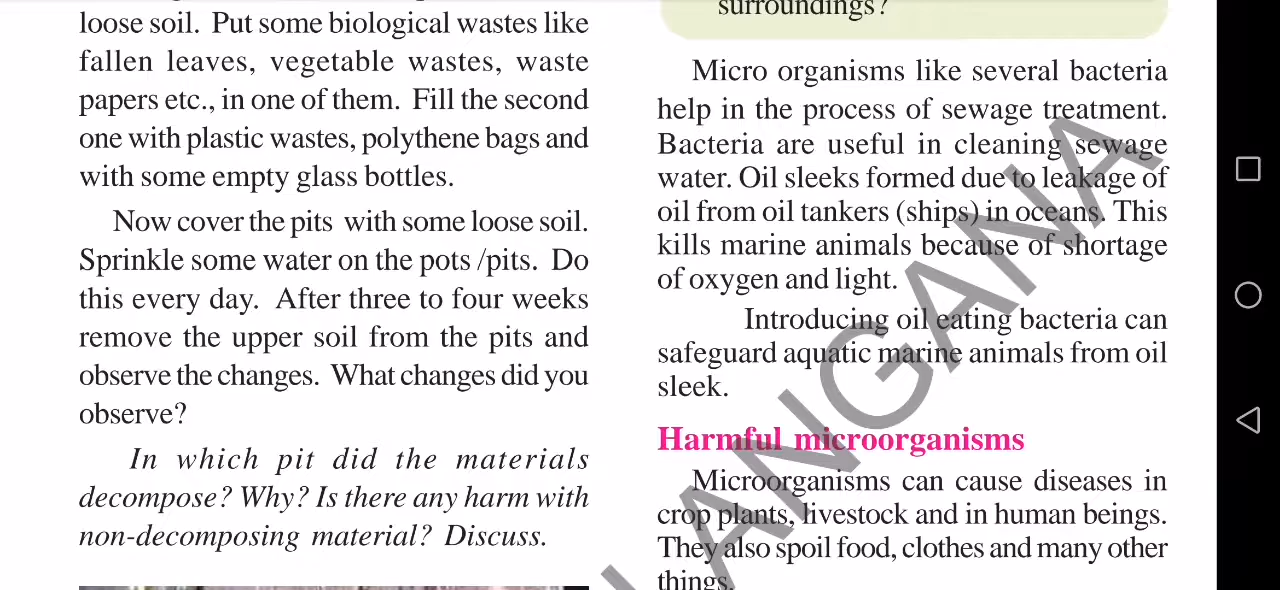 loose soil. Put some biological wastes like
fallen leaves, vegetable wastes, waste
papers etc., in one of them. Fill the second
one with plastic wastes, polythene bags and
with some empty glass bottles.
Now cover the pits with some loose soil.
Sprinkle some water on the pots /pits. Do
this every day. After three to four weeks
remove the upper soil from the pits and
observe the changes. What changes did you
observe?
In which pit did the materials
decompose? Why? Is there any harm with
non-decomposing material? Discuss.
surroundings?
Micro organisms like several bacteria
help in the process of sewage treatment.
Bacteria are useful in cleaning sewage
water. Oil sleeks formed due to leakage of
oil from oil tankers (ships) in oceans. This
kills marine animals because of shortage
of oxygen and light.
Introducing oil eating bacteria can
safeguard aquatic marine animals from oil
sleek.
Harmful microorganisms
Microorganisms can cause diseases in
crop plants, livestock and in human beings.
They also spoil food, clothes and many other
things.
LANGANA